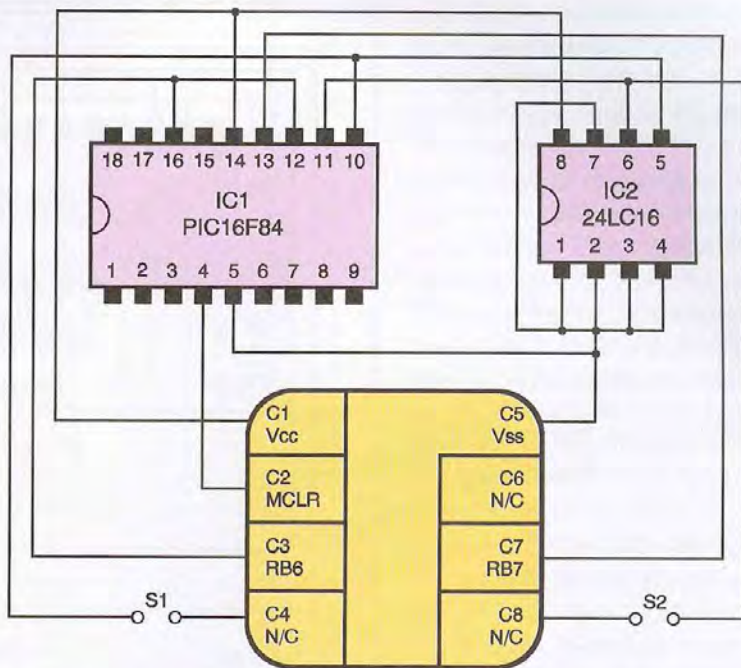 18 17 16 15 14 13 12 11 10
IC1
PIC16F84
1 2 3 4 5 6 7 8 9
8 7 6 5
IC2
24LC16
1 2 3 4
C1
Vcc
C2
MCLR
C3
RB6
C4
N/C
C5
Vss
C6
N/C
C7
RB7
C8
N/C
S1
S2